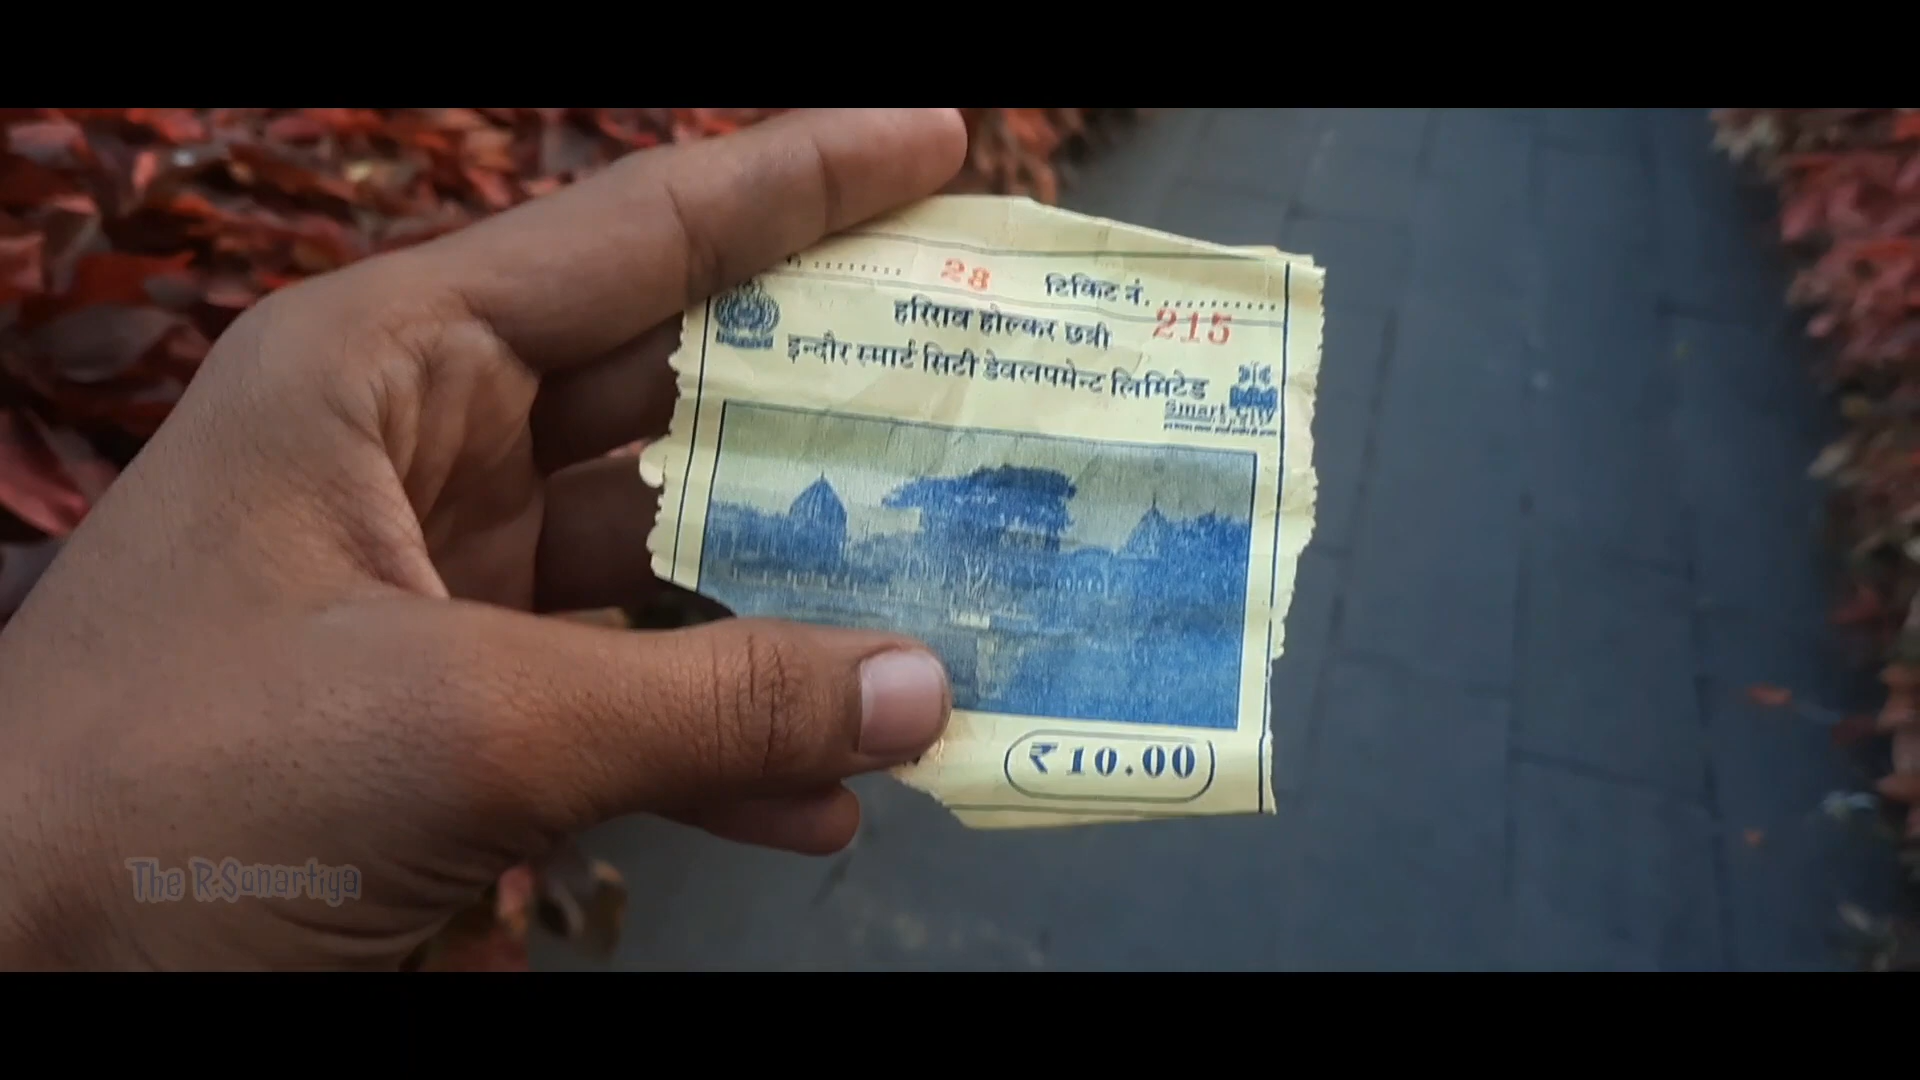 28 टिकिट नं. ..........
215
हरिराव होल्कर छत्री
इन्दौर स्मार्ट सिटी डेवलपमेन्ट लिमिटेड
Smart City
₹10.00
The R.Sonartiya